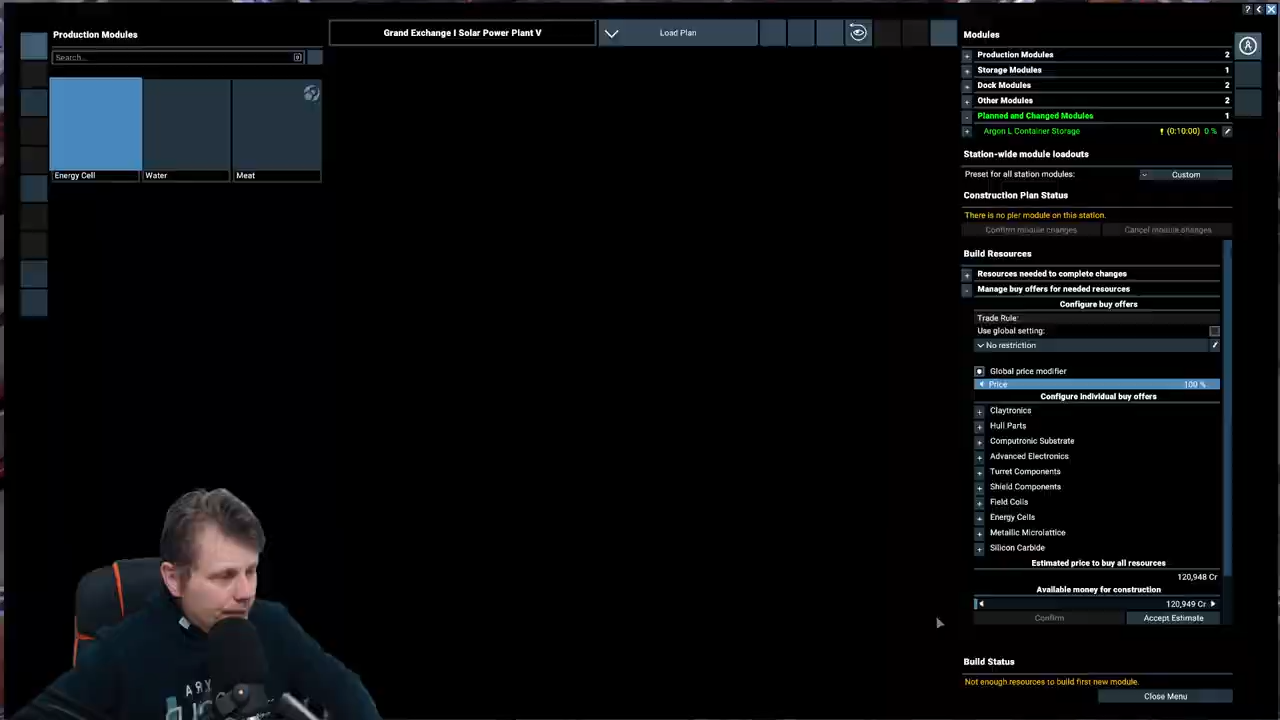 Production Modules
Search...
Energy Cell
Water
Meat
Grand Exchange I Solar Power Plant V
Load Plan
Modules
Production Modules 2
Storage Modules 1
Dock Modules 2
Other Modules 2
Planned and Changed Modules 1
Argon L Container Storage ! (0:10:00) 0 %
Station-wide module loadouts
Preset for all station modules: Custom
Construction Plan Status
There is no pier module on this station.
Confirm module changes Cancel module changes
Build Resources
Resources needed to complete changes
Manage buy offers for needed resources
Configure buy offers
Trade Rule:
Use global setting:
No restriction
Global price modifier
Price 100 %
Configure individual buy offers
Claytronics
Hull Parts
Computronic Substrate
Advanced Electronics
Turret Components
Shield Components
Field Coils
Energy Cells
Metallic Microlattice
Silicon Carbide
Estimated price to buy all resources
120,948 Cr
Available money for construction
120,949 Cr
Confirm Accept Estimate
Build Status
Not enough resources to build first new module.
Close Menu